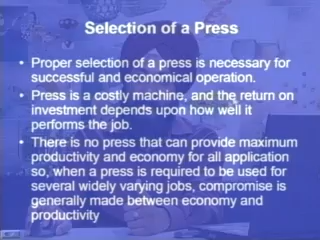 Selection of a Press
• Proper selection of a press is necessary for
successful and economical operation.
• Press is a costly machine, and the return on
investment depends upon how well it
performs the job.
• There is no press that can provide maximum
productivity and economy for all application
so, when a press is required to be used for
several widely varying jobs, compromise is
generally made between economy and
productivity